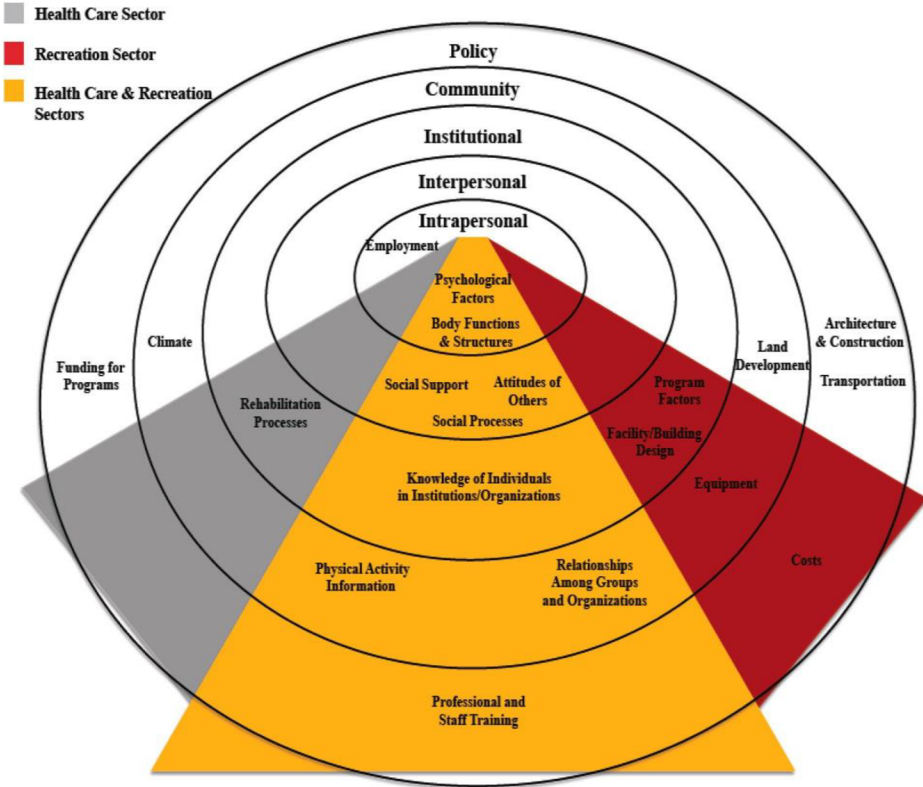 Health Care Sector
Recreation Sector
Health Care & Recreation
Sectors
Policy
Community
Institutional
Interpersonal
Intrapersonal
Employment
Psychological
Factors
Body Functions
& Structures
Funding for
Programs
Climate
Rehabilitation
Processes
Social Support
Attitudes of
Others
Social Processes
Program
Factors
Land
Development
Architecture
& Construction
Transportation
Facility/Building
Design
Knowledge of Individuals
in Institutions/Organizations
Equipment
Physical Activity
Information
Relationships
Among Groups
and Organizations
Costs
Professional and
Staff Training